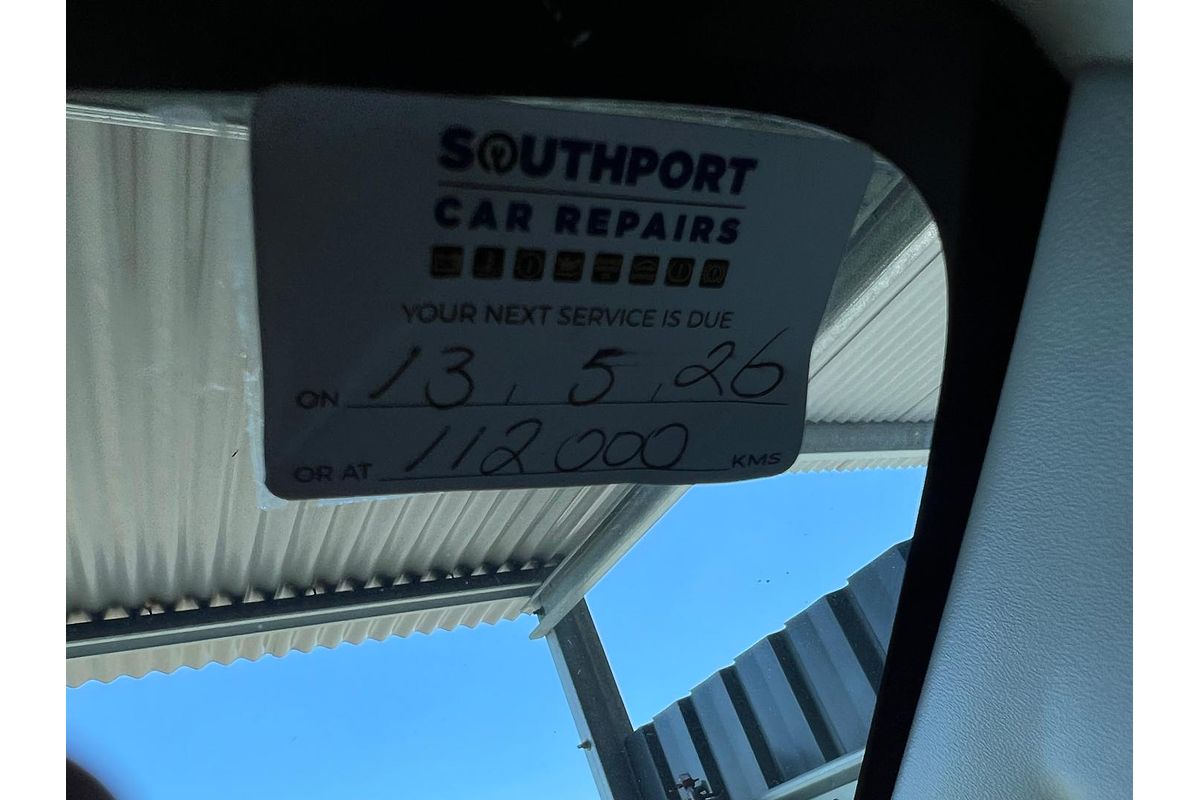 SOUTHPORT
CAR REPAIRS
YOUR NEXT SERVICE IS DUE
ON 13, 5, 26
OR AT 112000 KMS